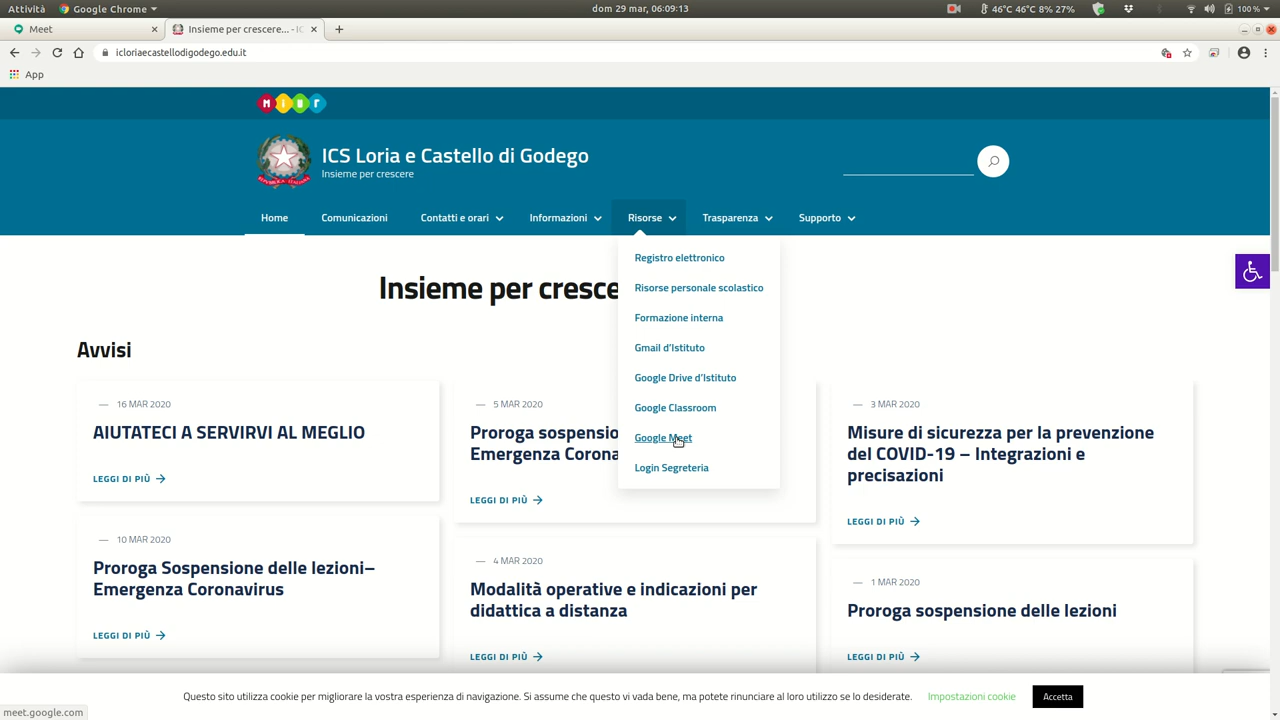 Attività Google Chrome dom 29 mar, 06:09:13 46°C 46°C 8% 27% 100 %
Meet Insieme per crescere... - IC
icloriaecastellodigodego.edu.it
App
M I U R
ICS Loria e Castello di Godego
Insieme per crescere
Home Comunicazioni Contatti e orari Informazioni Risorse Trasparenza Supporto
Registro elettronico
Risorse personale scolastico
Formazione interna
Gmail d'Istituto
Google Drive d'Istituto
Google Classroom
Google Meet
Login Segreteria
Insieme per cresce
Avvisi
— 16 MAR 2020
AIUTATECI A SERVIRVI AL MEGLIO
LEGGI DI PIÙ →
— 10 MAR 2020
Proroga Sospensione delle lezioni–
Emergenza Coronavirus
LEGGI DI PIÙ →
— 5 MAR 2020
Proroga sospensio
Emergenza Corona
LEGGI DI PIÙ →
— 4 MAR 2020
Modalità operative e indicazioni per
didattica a distanza
LEGGI DI PIÙ →
— 3 MAR 2020
Misure di sicurezza per la prevenzione
del COVID-19 – Integrazioni e
precisazioni
LEGGI DI PIÙ →
— 1 MAR 2020
Proroga sospensione delle lezioni
LEGGI DI PIÙ →
Questo sito utilizza cookie per migliorare la vostra esperienza di navigazione. Si assume che questo vi vada bene, ma potete rinunciare al loro utilizzo se lo desiderate. Impostazioni cookie Accetta
meet.google.com